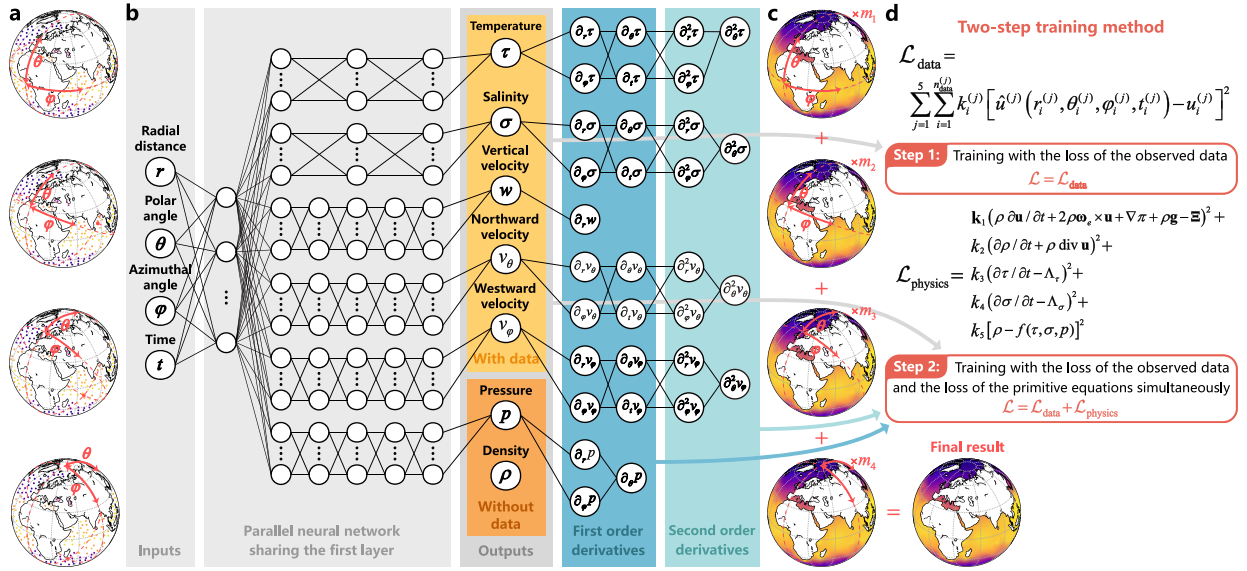 a
θ
φ
θ
φ
θ
φ
θ
φ
b
Radial
distance
r
Polar
angle
θ
Azimuthal
angle
φ
Time
t
Inputs
Parallel neural network
sharing the first layer
Temperature
τ
Salinity
σ
Vertical
velocity
w
Northward
velocity
v_θ
Westward
velocity
v_φ
With data
Pressure
p
Density
ρ
Without
data
Outputs
∂_rτ ∂_θτ ∂²_rτ ∂²_θτ
∂_φτ ∂_tτ ∂²_φτ
∂_rσ ∂_θσ ∂²_rσ
∂²_θσ
∂_φσ ∂_tσ ∂²_φσ
∂_rw
∂_rv_θ ∂_θv_θ ∂²_rv_θ
∂²_θv_θ
∂_φv_θ ∂_tv_θ ∂²_φv_θ
∂_rv_φ ∂_θv_φ ∂²_rv_φ
∂²_θv_φ
∂_φv_φ ∂_tv_φ ∂²_φv_φ
∂_rp
∂_θp
∂_φp
First order
derivatives
Second order
derivatives
c
×m₁
θ
φ
+
×m₂
θ
φ
+
×m₃
θ
φ
+
×m₄
=
Final result
d
Two-step training method
ℒ_data =
∑_{j=1}^{5} ∑_{i=1}^{n_data^{(j)}} k_i^{(j)} [û^{(j)}(r_i^{(j)}, θ_i^{(j)}, φ_i^{(j)}, t_i^{(j)}) − u_i^{(j)}]²
Step 1: Training with the loss of the observed data
ℒ = ℒ_data
ℒ_physics =
k₁(ρ ∂u/∂t + 2ρω_e × u + ∇π + ρg − Ξ)² +
k₂(∂ρ/∂t + ρ div u)² +
k₃(∂τ/∂t − Λ_τ)² +
k₄(∂σ/∂t − Λ_σ)² +
k₅[ρ − f(τ, σ, p)]²
Step 2: Training with the loss of the observed data
and the loss of the primitive equations simultaneously
ℒ = ℒ_data + ℒ_physics